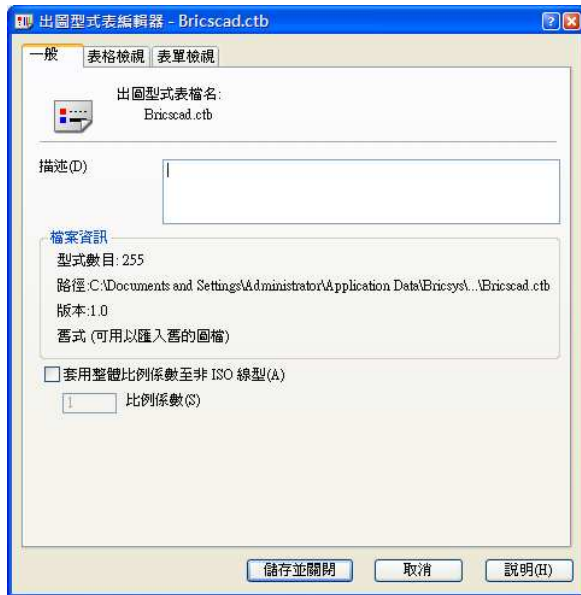 出圖型式表編輯器 - Bricscad.ctb
一般 表格檢視 表單檢視
出圖型式表檔名:
Bricscad.ctb
描述(D)
檔案資訊
型式數目: 255
路徑:C:\Documents and Settings\Administrator\Application Data\Bricsys\...\Bricscad.ctb
版本:1.0
舊式 (可用以匯入舊的圖檔)
套用整體比例係數至非 ISO 線型(A)
1 比例係數(S)
儲存並關閉 取消 說明(H)